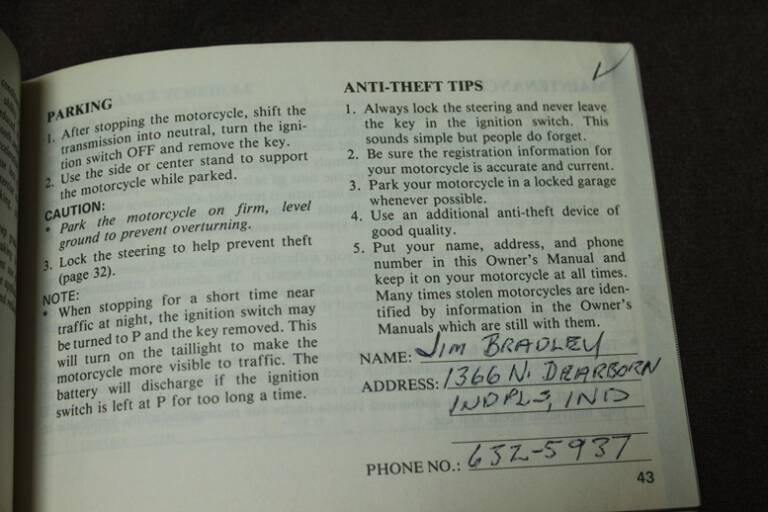 PARKING
1. After stopping the motorcycle, shift the
transmission into neutral, turn the igni-
tion switch OFF and remove the key.
2. Use the side or center stand to support
the motorcycle while parked.
CAUTION:
• Park the motorcycle on firm, level
ground to prevent overturning.
3. Lock the steering to help prevent theft
(page 32).
NOTE:
• When stopping for a short time near
traffic at night, the ignition switch may
be turned to P and the key removed. This
will turn on the taillight to make the
motorcycle more visible to traffic. The
battery will discharge if the ignition
switch is left at P for too long a time.
ANTI-THEFT TIPS
1. Always lock the steering and never leave
the key in the ignition switch. This
sounds simple but people do forget.
2. Be sure the registration information for
your motorcycle is accurate and current.
3. Park your motorcycle in a locked garage
whenever possible.
4. Use an additional anti-theft device of
good quality.
5. Put your name, address, and phone
number in this Owner's Manual and
keep it on your motorcycle at all times.
Many times stolen motorcycles are iden-
tified by information in the Owner's
Manuals which are still with them.
NAME: JIM BRADLEY
ADDRESS: 1366 N. DEARBORN
INDPLS, IND
PHONE NO.: 632-5937
43